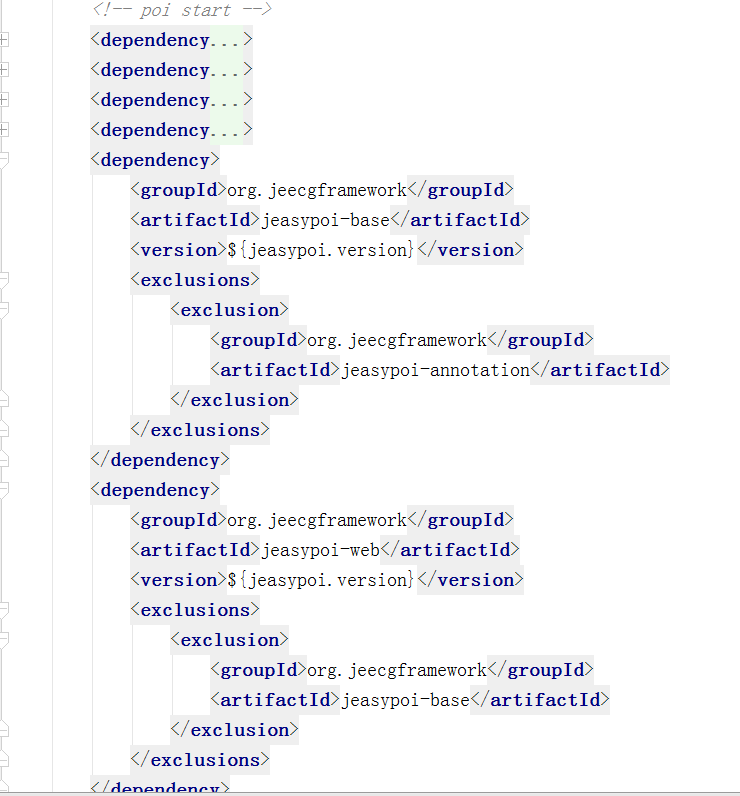 <!-- poi start -->
<dependency...>
<dependency...>
<dependency...>
<dependency...>
<dependency>
<groupId>org.jeecgframework</groupId>
<artifactId>jeasypoi-base</artifactId>
<version>${jeasypoi.version}</version>
<exclusions>
<exclusion>
<groupId>org.jeecgframework</groupId>
<artifactId>jeasypoi-annotation</artifactId>
</exclusion>
</exclusions>
</dependency>
<dependency>
<groupId>org.jeecgframework</groupId>
<artifactId>jeasypoi-web</artifactId>
<version>${jeasypoi.version}</version>
<exclusions>
<exclusion>
<groupId>org.jeecgframework</groupId>
<artifactId>jeasypoi-base</artifactId>
</exclusion>
</exclusions>
</dependency>